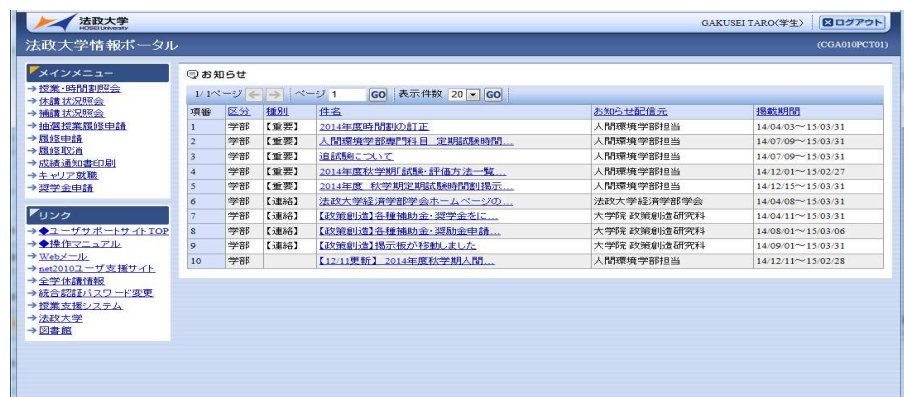 法政大学
HOSEI University
GAKUSEI TARO(学生)
ログアウト
法政大学情報ポータル
(CGA010PCT01)
メインメニュー
授業・時間割照会
休講状況照会
補講状況照会
抽選授業履修申請
履修申請
履修取消
成績通知書印刷
キャリア就職
奨学金申請
リンク
◆ユーザサポートサイトTOP
◆操作マニュアル
Webメール
net2010ユーザ支援サイト
全学休講情報
統合認証パスワード変更
授業支援システム
法政大学
図書館
お知らせ
1/ 1ページ ページ 1 GO 表示件数 20 GO
項番 区分 種別 件名 お知らせ配信元 掲載期間
1 学部 【重要】 2014年度時間割の訂正 人間環境学部担当 14/04/03～15/03/31
2 学部 【重要】 人間環境学部専門科目 定期試験時間... 人間環境学部担当 14/07/09～15/03/31
3 学部 【重要】 追試験について 人間環境学部担当 14/07/09～15/03/31
4 学部 【重要】 2014年度秋学期「試験・評価方法一覧... 人間環境学部担当 14/12/01～15/02/27
5 学部 【重要】 2014年度 秋学期定期試験時間割掲示... 人間環境学部担当 14/12/15～15/03/31
6 学部 【連絡】 法政大学経済学部学会ホームページの... 法政大学経済学部学会 14/04/08～15/03/31
7 学部 【連絡】 【政策創造】各種補助金・奨学金をに... 大学院 政策創造研究科 14/04/11～15/03/31
8 学部 【連絡】 【政策創造】各種補助金・奨励金申請... 大学院 政策創造研究科 14/08/01～15/03/06
9 学部 【連絡】 【政策創造】掲示板が移動しました 大学院 政策創造研究科 14/09/01～15/03/31
10 学部 【12/11更新】 2014年度秋学期人間... 人間環境学部担当 14/12/11～15/02/28